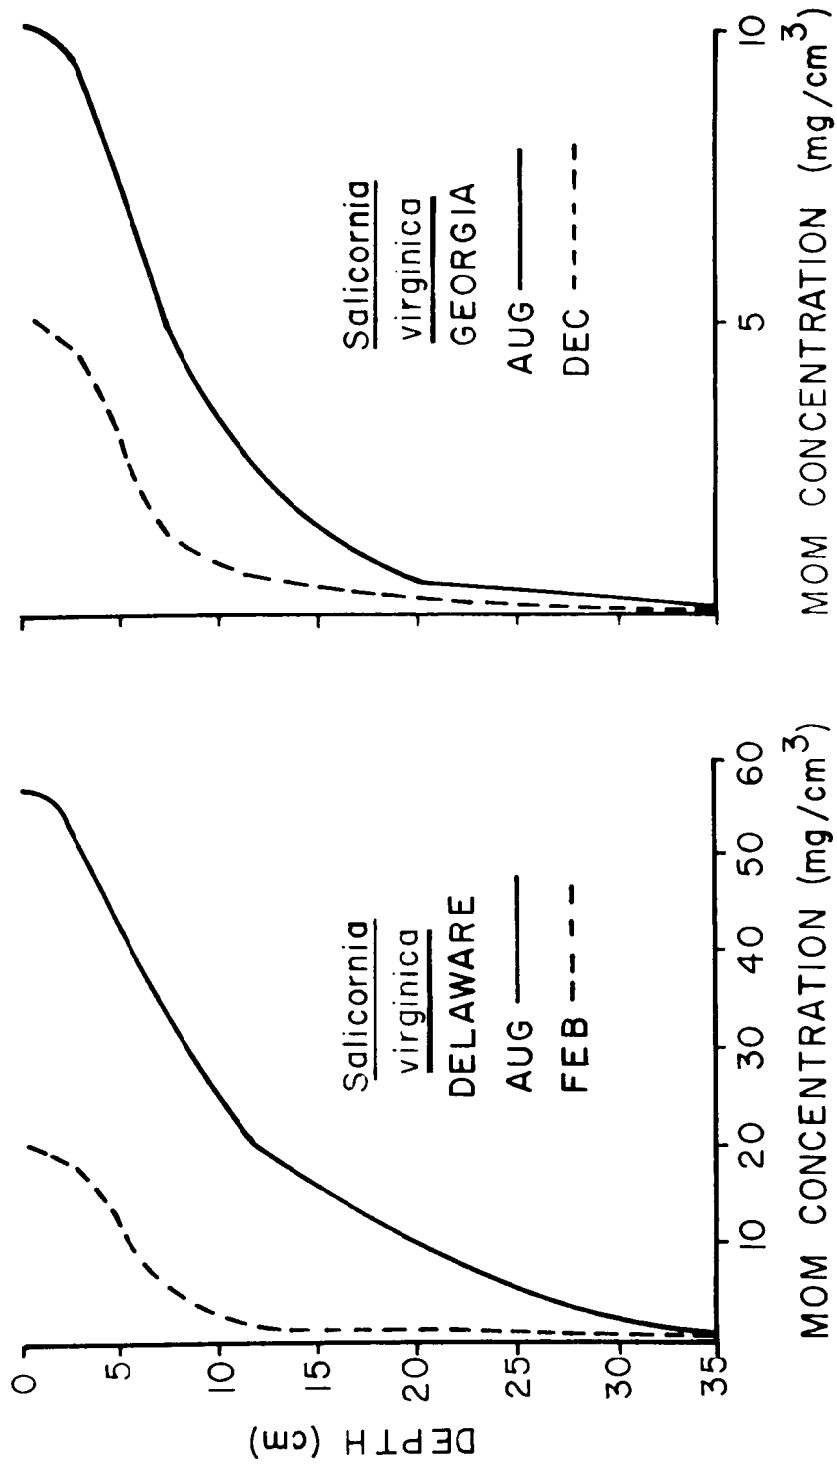 0
5
10
15
20
25
30
35
DEPTH (cm)
Salicornia
virginica
DELAWARE
AUG
FEB
10
20
30
40
50
60
MOM CONCENTRATION (mg/cm³)
Salicornia
virginica
GEORGIA
AUG
DEC
5
10
MOM CONCENTRATION (mg/cm³)